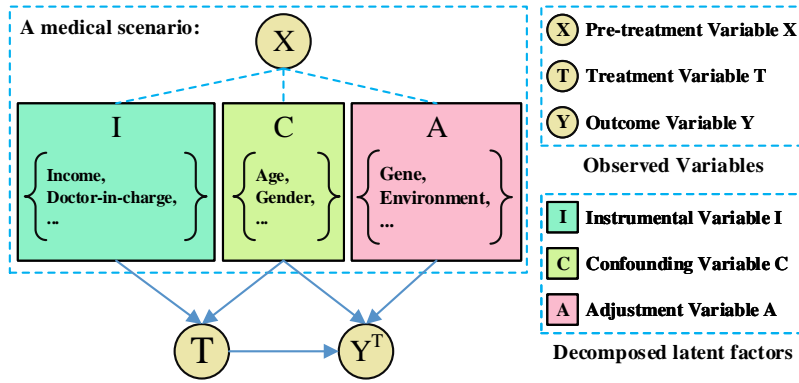 A medical scenario:
X
I
Income,
Doctor-in-charge,
...
C
Age,
Gender,
...
A
Gene,
Environment,
...
T
Y^T
X Pre-treatment Variable X
T Treatment Variable T
Y Outcome Variable Y
Observed Variables
I Instrumental Variable I
C Confounding Variable C
A Adjustment Variable A
Decomposed latent factors